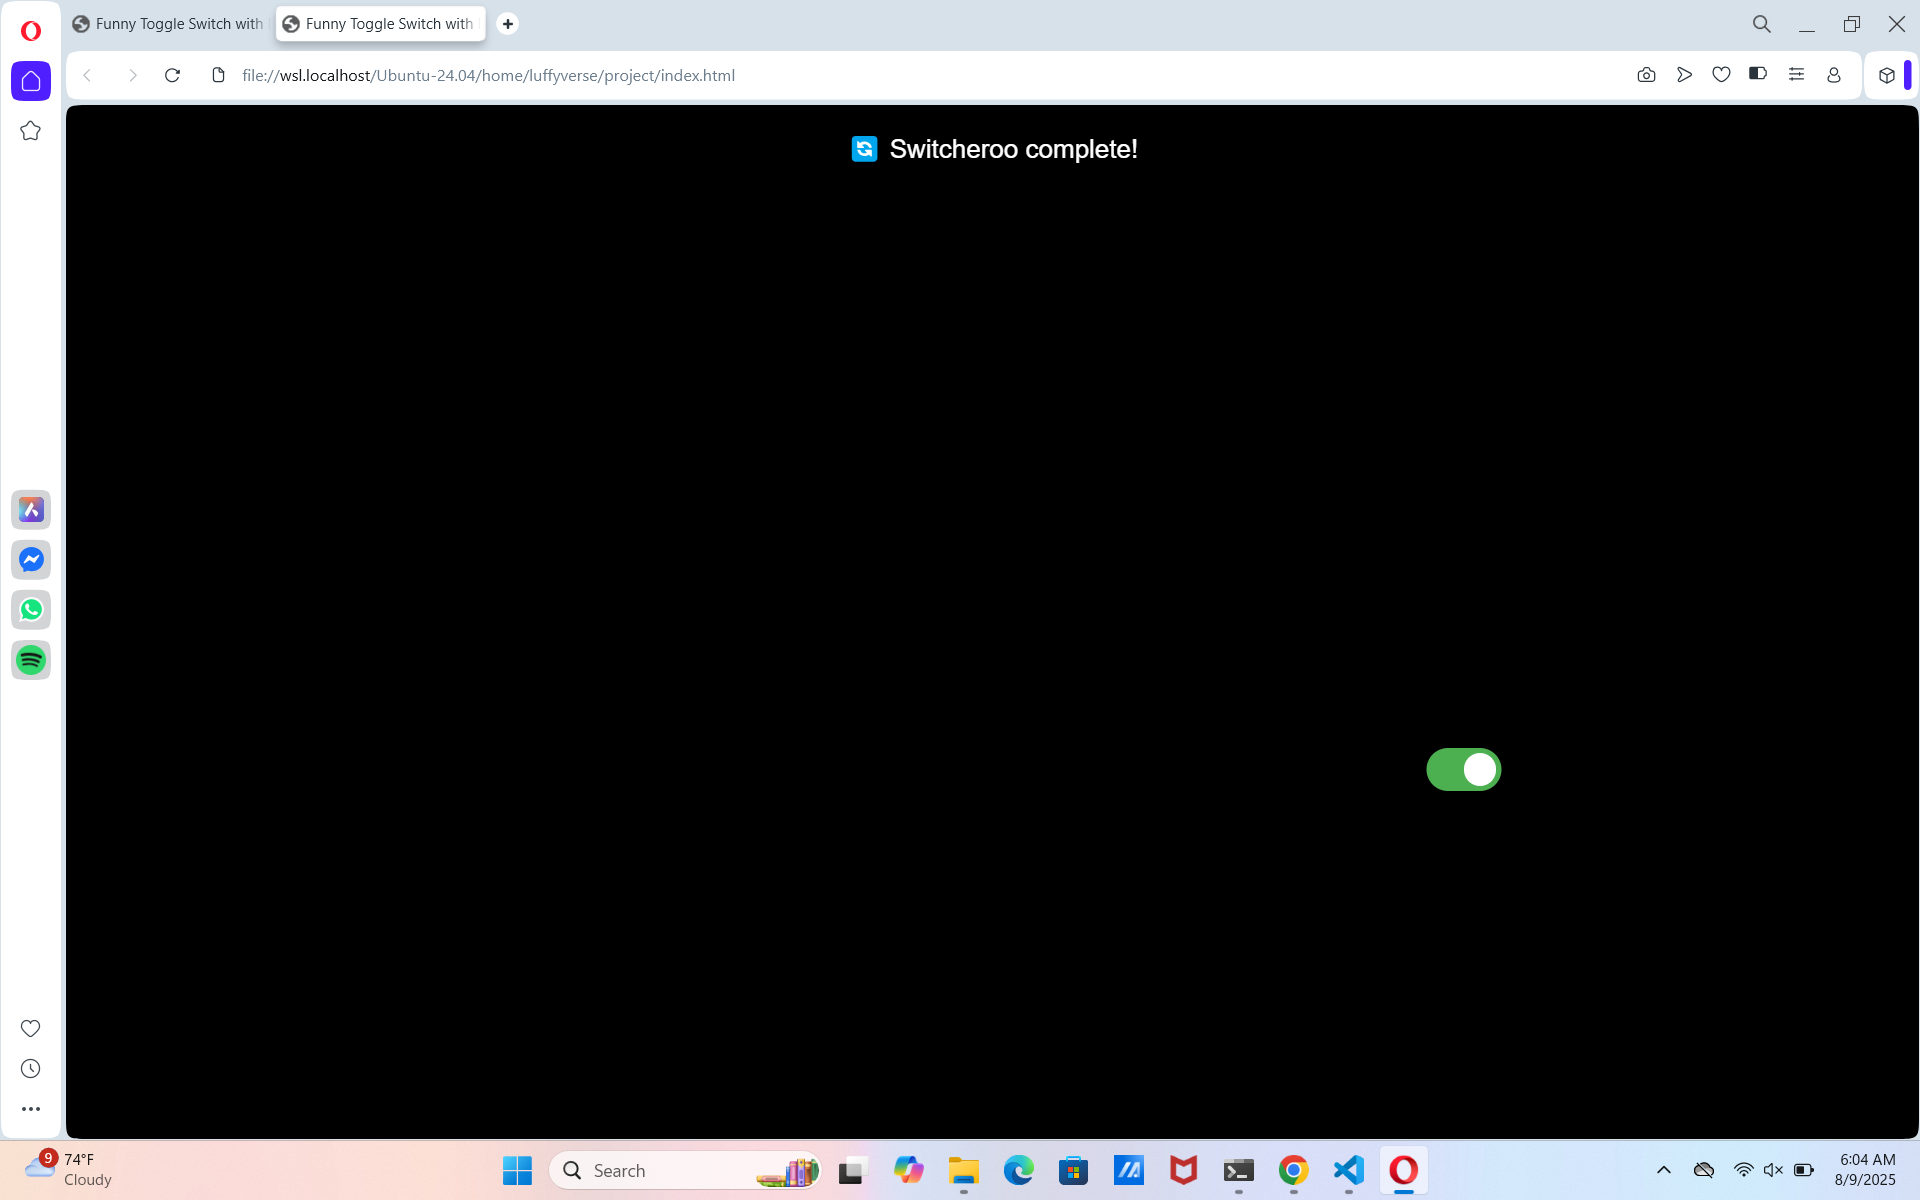 Funny Toggle Switch with
Funny Toggle Switch with
file://wsl.localhost/Ubuntu-24.04/home/luffyverse/project/index.html
Switcheroo complete!
9
74°F
Cloudy
Search
6:04 AM
8/9/2025